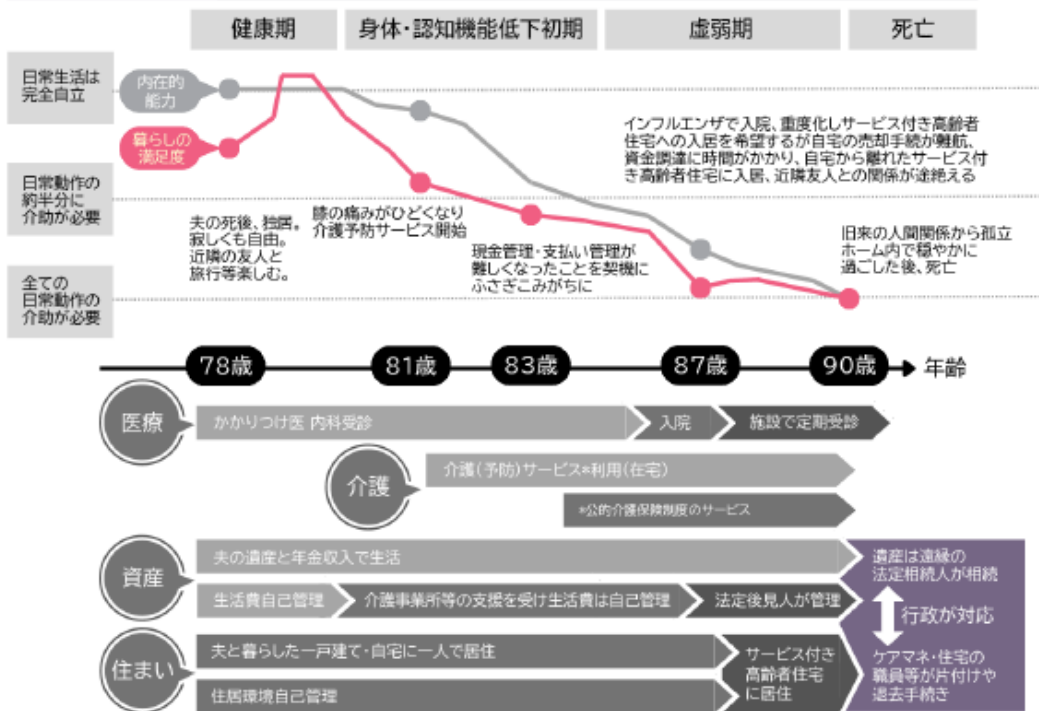 健康期
身体・認知機能低下初期
虚弱期
死亡
日常生活は
完全自立
内在的
能力
暮らしの
満足度
日常動作の
約半分に
介助が必要
全ての
日常動作の
介助が必要
夫の死後、独居。
寂しくも自由。
近隣の友人と
旅行等楽しむ。
膝の痛みがひどくなり
介護予防サービス開始
現金管理・支払い管理が
難しくなったことを契機に
ふさぎこみがちに
インフルエンザで入院、重度化しサービス付き高齢者
住宅への入居を希望するが自宅の売却手続が難航、
資金調達に時間がかかり、自宅から離れたサービス付
き高齢者住宅に入居、近隣友人との関係が途絶える
旧来の人間関係から孤立
ホーム内で穏やかに
過ごした後、死亡
78歳
81歳
83歳
87歳
90歳
年齢
医療
かかりつけ医 内科受診
入院
施設で定期受診
介護
介護(予防)サービス*利用(在宅)
*公的介護保険制度のサービス
資産
夫の遺産と年金収入で生活
生活費自己管理
介護事業所等の支援を受け生活費は自己管理
法定後見人が管理
遺産は遠縁の
法定相続人が相続
行政が対応
ケアマネ・住宅の
職員等が片付けや
退去手続き
住まい
夫と暮らした一戸建て・自宅に一人で居住
住居環境自己管理
サービス付き
高齢者住宅
に居住